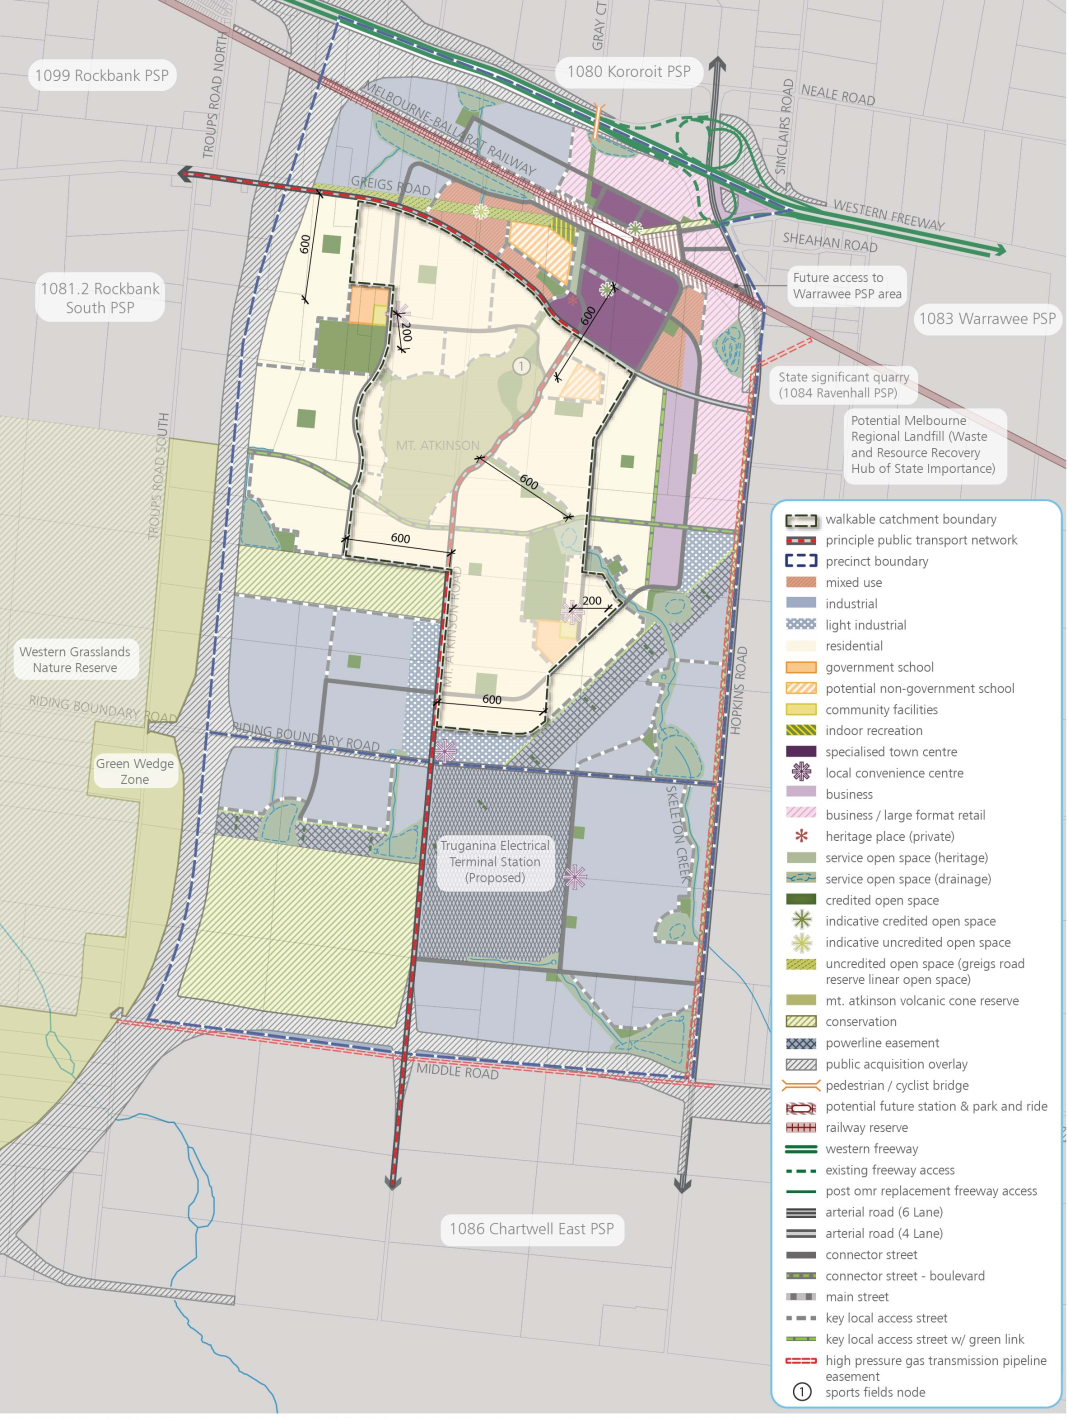 GRAY CT
1099 Rockbank PSP
1080 Kororoit PSP
TROUPS ROAD NORTH
NEALE ROAD
SINCLAIRS ROAD
MELBOURNE-BALLARAT RAILWAY
GREIGS ROAD
WESTERN FREEWAY
SHEAHAN ROAD
600
Future access to
Warrawee PSP area
1081.2 Rockbank
South PSP
1083 Warrawee PSP
600
200
1
State significant quarry
(1084 Ravenhall PSP)
Potential Melbourne
Regional Landfill (Waste
and Resource Recovery
Hub of State Importance)
MT. ATKINSON
TROUPS ROAD SOUTH
600
600
MT. ATKINSON ROAD
200
Western Grasslands
Nature Reserve
RIDING BOUNDARY ROAD
HOPKINS ROAD
600
RIDING BOUNDARY ROAD
Green Wedge
Zone
SKELETON CREEK
Truganina Electrical
Terminal Station
(Proposed)
MIDDLE ROAD
1086 Chartwell East PSP
walkable catchment boundary
principle public transport network
precinct boundary
mixed use
industrial
light industrial
residential
government school
potential non-government school
community facilities
indoor recreation
specialised town centre
local convenience centre
business
business / large format retail
heritage place (private)
service open space (heritage)
service open space (drainage)
credited open space
indicative credited open space
indicative uncredited open space
uncredited open space (greigs road
reserve linear open space)
mt. atkinson volcanic cone reserve
conservation
powerline easement
public acquisition overlay
pedestrian / cyclist bridge
potential future station & park and ride
railway reserve
western freeway
existing freeway access
post omr replacement freeway access
arterial road (6 Lane)
arterial road (4 Lane)
connector street
connector street - boulevard
main street
key local access street
key local access street w/ green link
high pressure gas transmission pipeline
easement
1 sports fields node